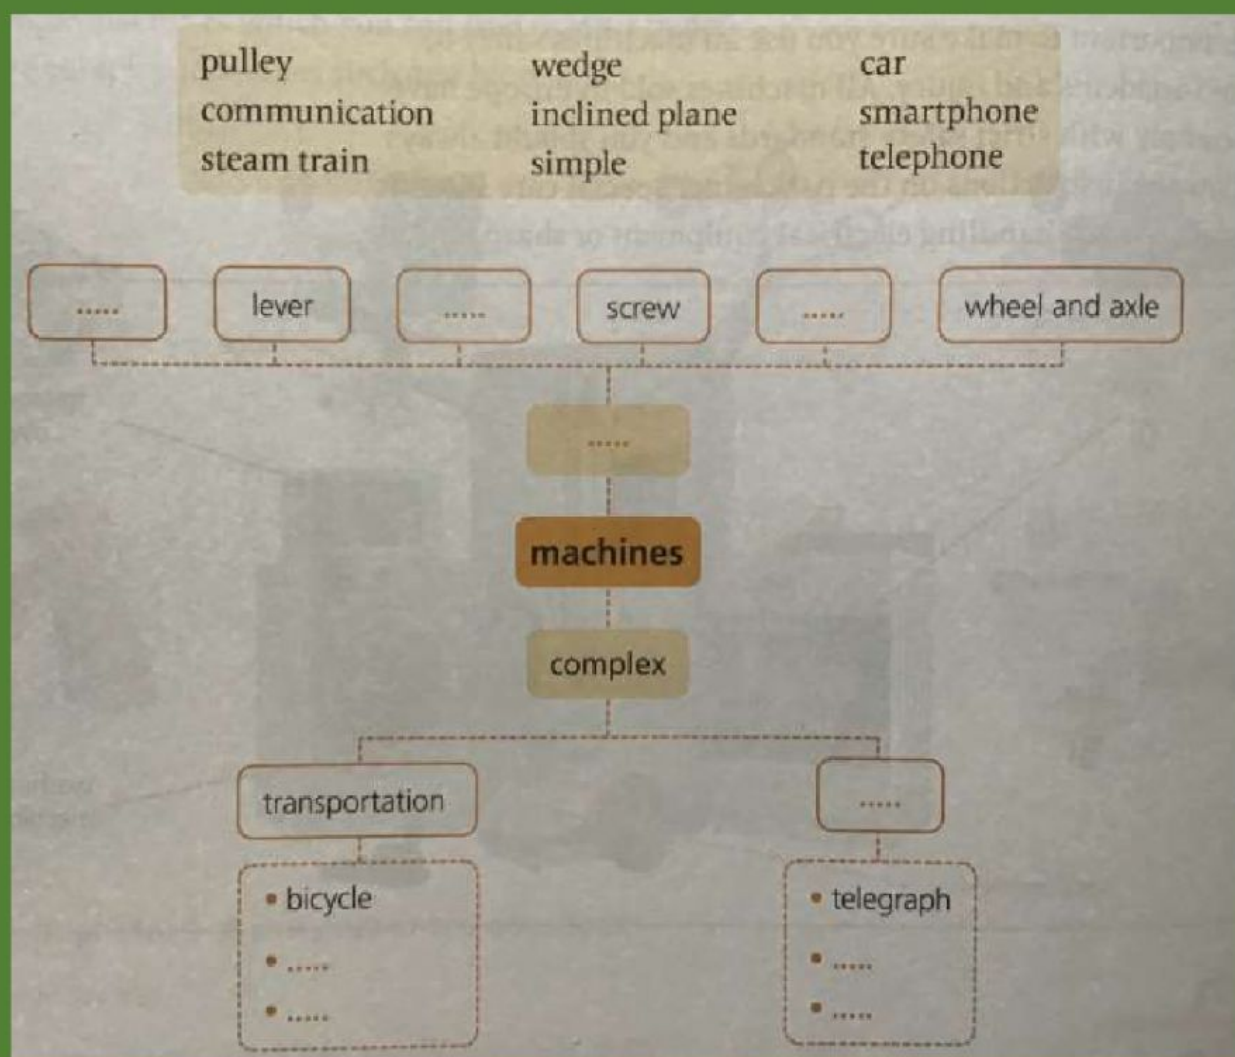 pulley wedge car
communication inclined plane smartphone
steam train simple telephone
..... lever ..... screw ..... wheel and axle
.....
machines
complex
transportation .....
• bicycle • telegraph
• ..... • .....
• ..... • .....